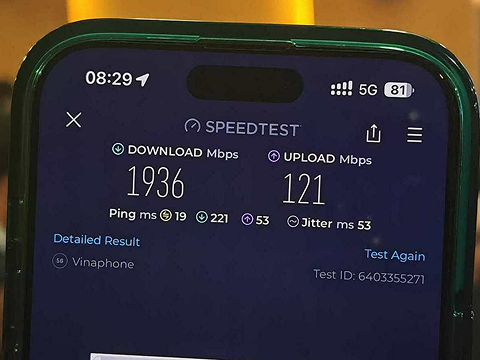 08:29 5G 81
SPEEDTEST
DOWNLOAD Mbps UPLOAD Mbps
1936 121
Ping ms 19 221 53 Jitter ms 53
Detailed Result Test Again
5G Vinaphone Test ID: 6403355271